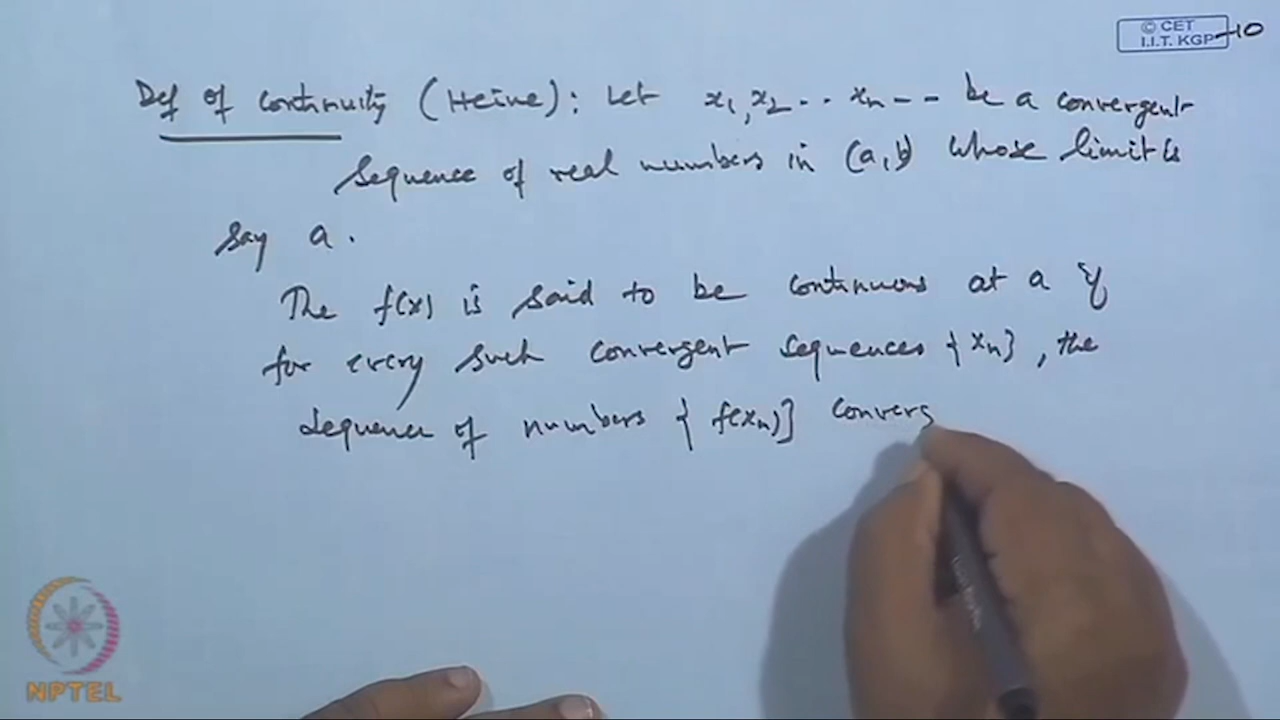 © CET
I.I.T. KGP
10
Def of continuity (Heine): Let x₁, x₂ .. xₙ -- be a convergent
sequence of real numbers in (a,b) whose limit is
say a.
The f(x) is said to be continuous at a if
for every such convergent sequences {xₙ}, the
sequence of numbers {f(xₙ)} converg
NPTEL